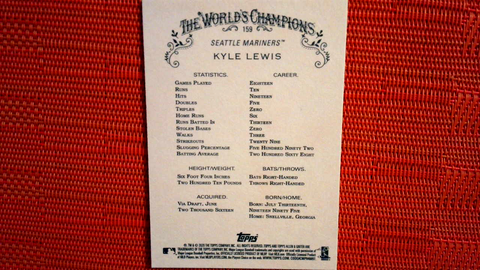 THE WORLD'S CHAMPIONS
159
SEATTLE MARINERS™
KYLE LEWIS
STATISTICS. CAREER.
GAMES PLAYED EIGHTEEN
RUNS TEN
HITS NINETEEN
DOUBLES FIVE
TRIPLES ZERO
HOME RUNS SIX
RUNS BATTED IN THIRTEEN
STOLEN BASES ZERO
WALKS THREE
STRIKEOUTS TWENTY NINE
SLUGGING PERCENTAGE FIVE HUNDRED NINETY TWO
BATTING AVERAGE TWO HUNDRED SIXTY EIGHT
HEIGHT/WEIGHT. BATS/THROWS.
SIX FOOT FOUR INCHES BATS RIGHT-HANDED
TWO HUNDRED TEN POUNDS THROWS RIGHT-HANDED
ACQUIRED. BORN/HOME.
VIA DRAFT, JUNE BORN: JULY THIRTEENTH,
TWO THOUSAND SIXTEEN NINETEEN NINETY FIVE
HOME: SNELLVILLE, GEORGIA
TOPPS